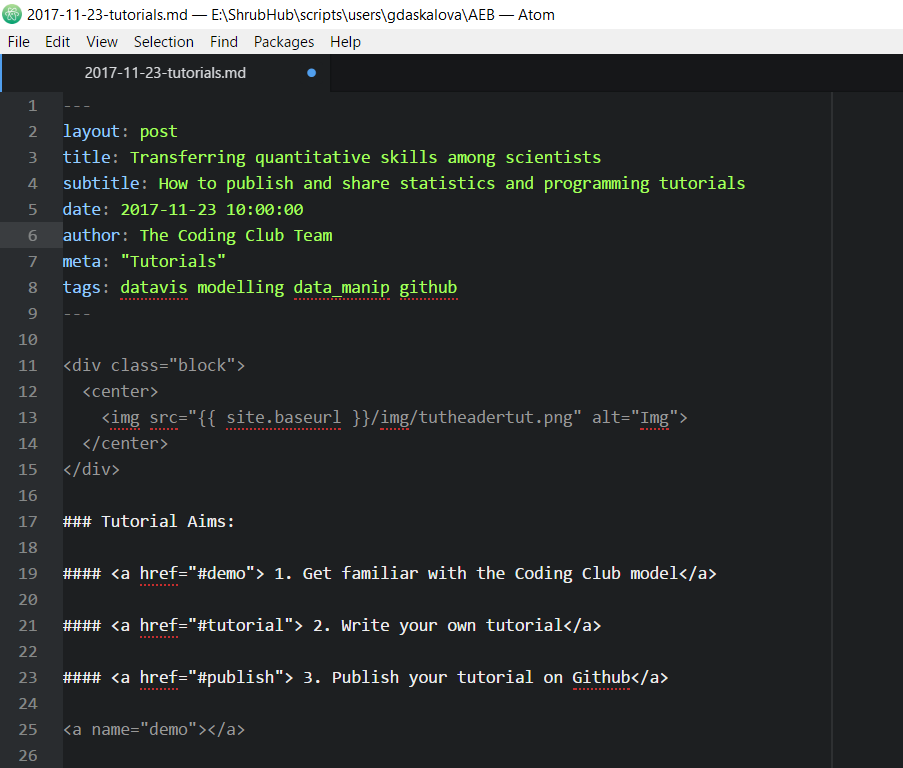 2017-11-23-tutorials.md — E:\ShrubHub\scripts\users\gdaskalova\AEB — Atom
File Edit View Selection Find Packages Help
2017-11-23-tutorials.md
1 ---
2 layout: post
3 title: Transferring quantitative skills among scientists
4 subtitle: How to publish and share statistics and programming tutorials
5 date: 2017-11-23 10:00:00
6 author: The Coding Club Team
7 meta: "Tutorials"
8 tags: datavis modelling data_manip github
9 ---
10
11 <div class="block">
12   <center>
13     <img src="{{ site.baseurl }}/img/tutheadertut.png" alt="Img">
14   </center>
15 </div>
16
17 ### Tutorial Aims:
18
19 #### <a href="#demo"> 1. Get familiar with the Coding Club model</a>
20
21 #### <a href="#tutorial"> 2. Write your own tutorial</a>
22
23 #### <a href="#publish"> 3. Publish your tutorial on Github</a>
24
25 <a name="demo"></a>
26